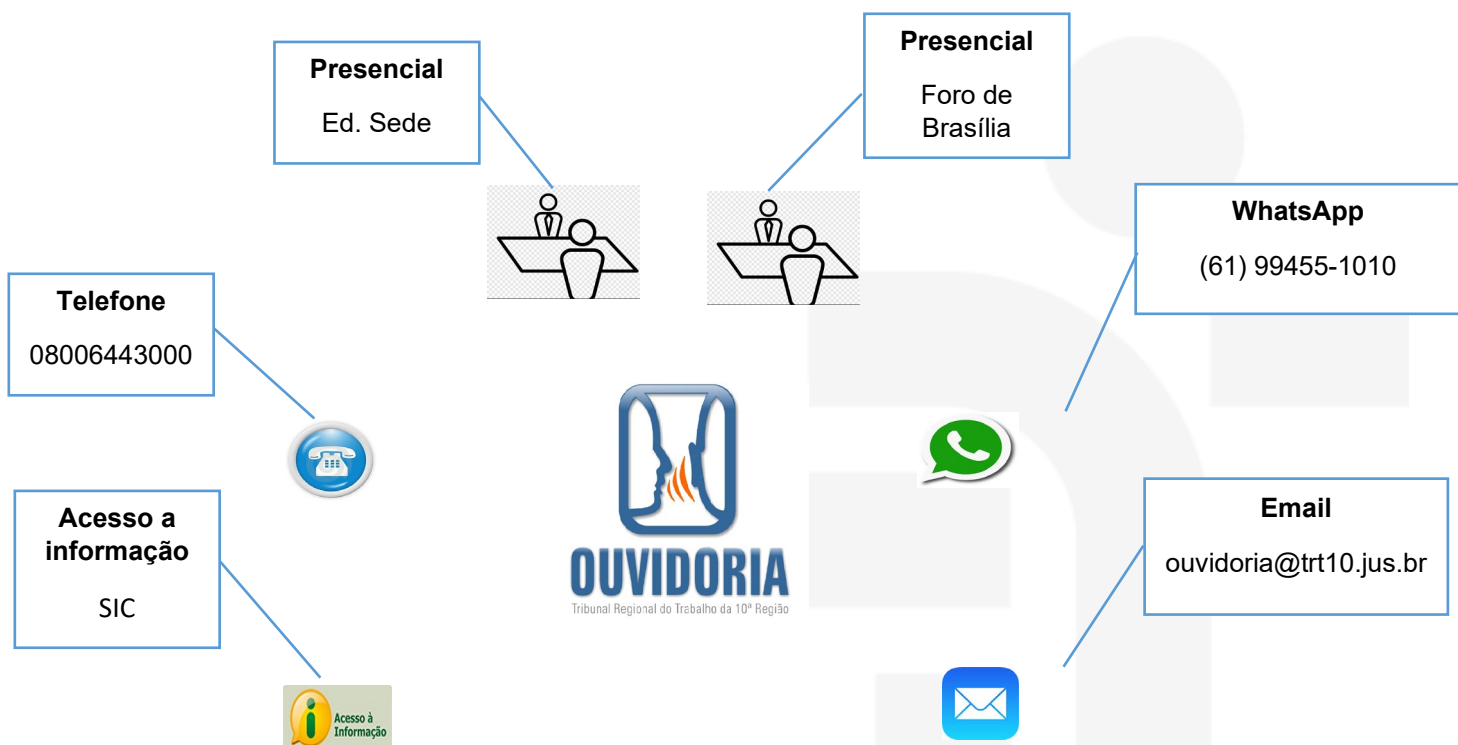 Presencial
Ed. Sede
Presencial
Foro de
Brasília
WhatsApp
(61) 99455-1010
Telefone
08006443000
OUVIDORIA
Tribunal Regional do Trabalho da 10ª Região
Acesso a
informação
SIC
Email
ouvidoria@trt10.jus.br
i
Acesso à
Informação